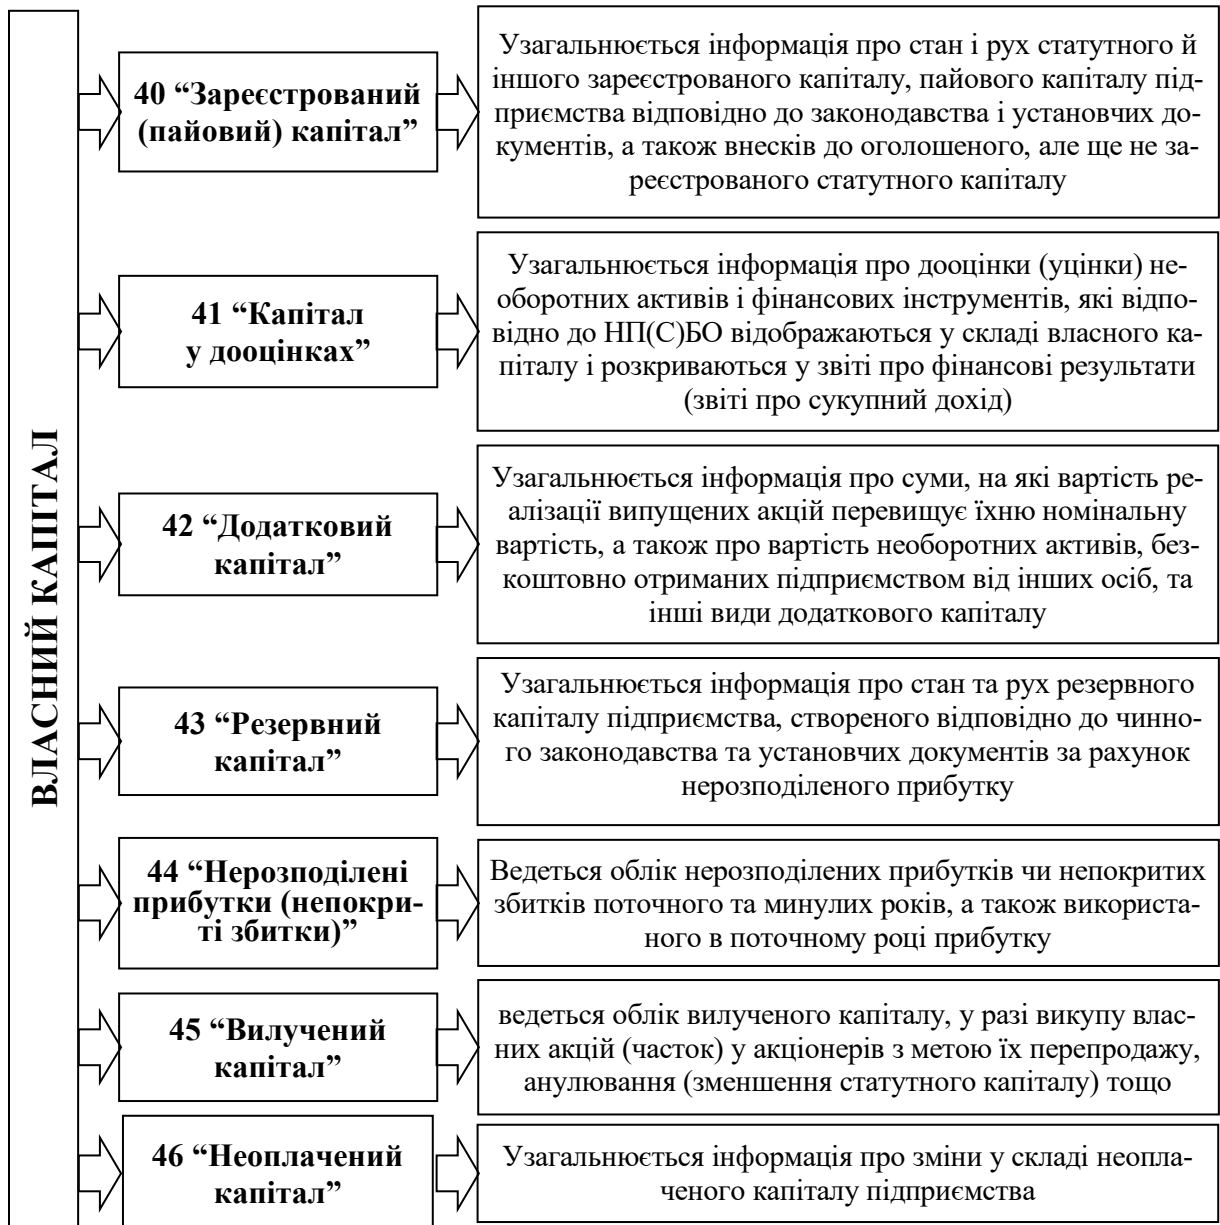 ВЛАСНИЙ КАПІТАЛ
40 “Зареєстрований
(пайовий) капітал”
Узагальнюється інформація про стан і рух статутного й
іншого зареєстрованого капіталу, пайового капіталу під-
приємства відповідно до законодавства і установчих до-
кументів, а також внесків до оголошеного, але ще не за-
реєстрованого статутного капіталу
41 “Капітал
у дооцінках”
Узагальнюється інформація про дооцінки (уцінки) не-
оборотних активів і фінансових інструментів, які відпо-
відно до НП(С)БО відображаються у складі власного ка-
піталу і розкриваються у звіті про фінансові результати
(звіті про сукупний дохід)
42 “Додатковий
капітал”
Узагальнюється інформація про суми, на які вартість ре-
алізації випущених акцій перевищує їхню номінальну
вартість, а також про вартість необоротних активів, без-
коштовно отриманих підприємством від інших осіб, та
інші види додаткового капіталу
43 “Резервний
капітал”
Узагальнюється інформація про стан та рух резервного
капіталу підприємства, створеного відповідно до чинно-
го законодавства та установчих документів за рахунок
нерозподіленого прибутку
44 “Нерозподілені
прибутки (непокри-
ті збитки)”
Ведеться облік нерозподілених прибутків чи непокритих
збитків поточного та минулих років, а також використа-
ного в поточному році прибутку
45 “Вилучений
капітал”
ведеться облік вилученого капіталу, у разі викупу влас-
них акцій (часток) у акціонерів з метою їх перепродажу,
анулювання (зменшення статутного капіталу) тощо
46 “Неоплачений
капітал”
Узагальнюється інформація про зміни у складі неопла-
ченого капіталу підприємства